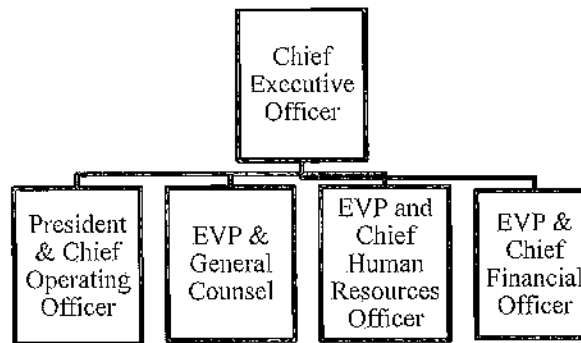 Chief
Executive
Officer
President
& Chief
Operating
Officer
EVP &
General
Counsel
EVP and
Chief
Human
Resources
Officer
EVP &
Chief
Financial
Officer